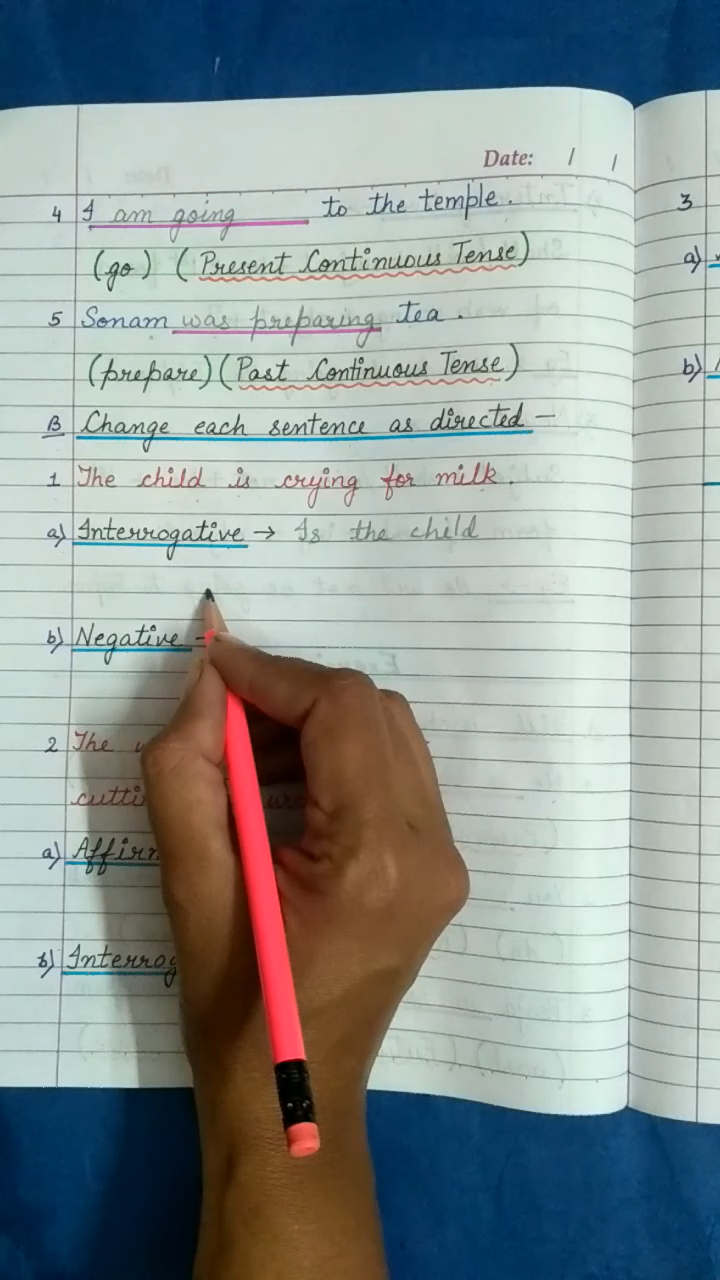 Date: / /
4 I am going to the temple.
(go) (Present Continuous Tense)
5 Sonam was preparing tea.
(prepare) (Past Continuous Tense)
B Change each sentence as directed -
1 The child is crying for milk.
a) Interrogative → Is the child
b) Negative -
2 The
a)
b)
3
a)
b)